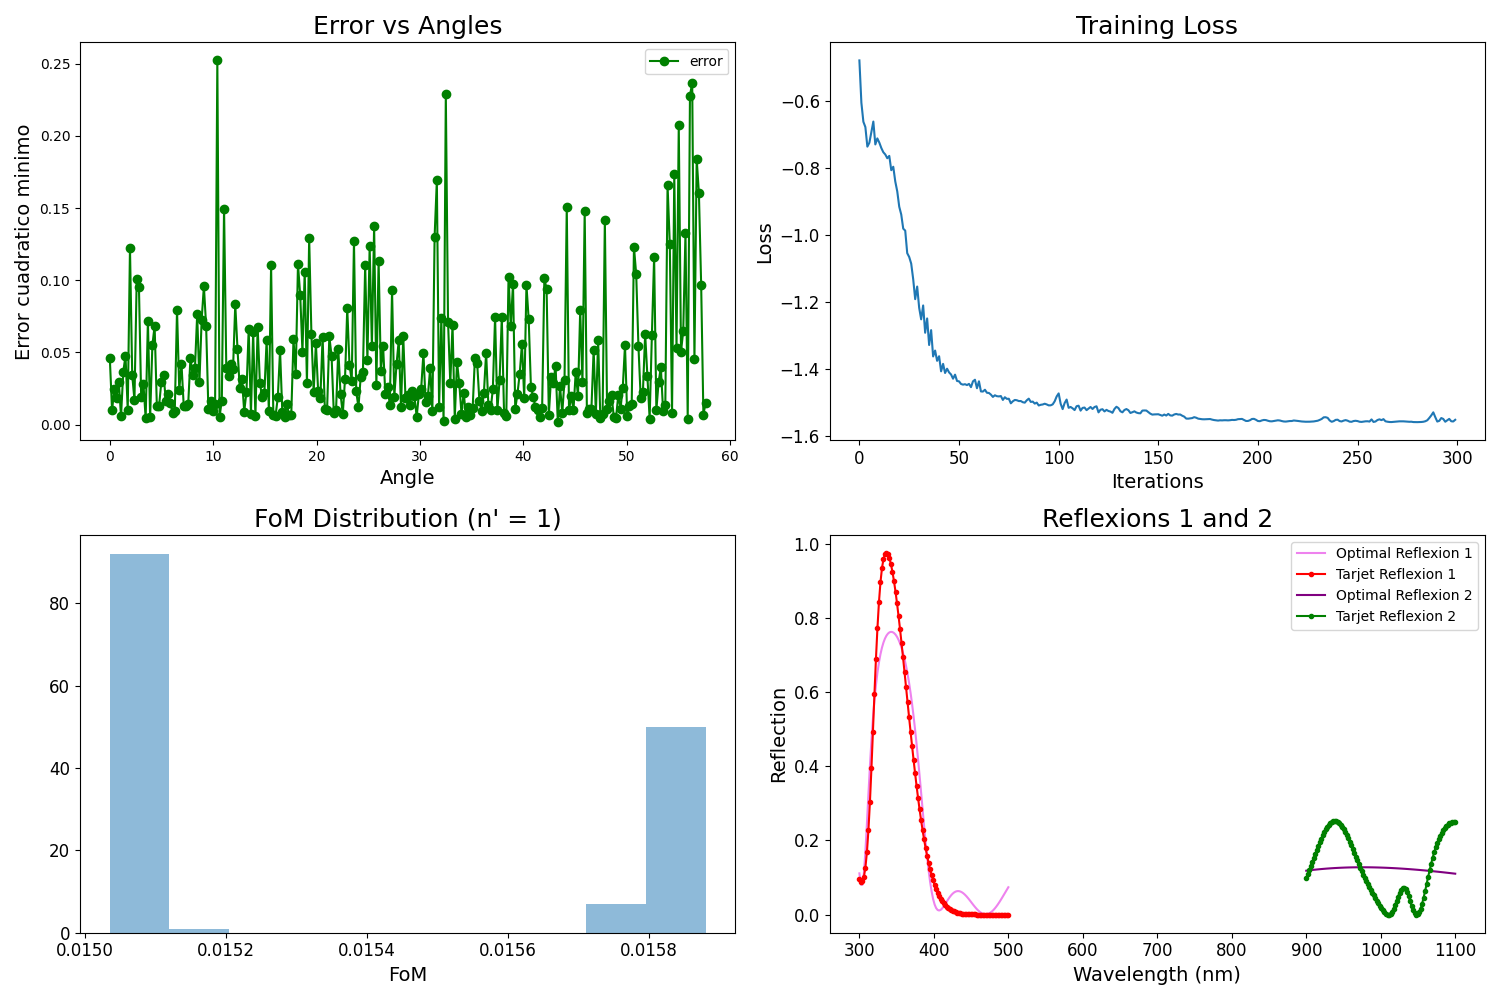 Error vs Angles
0.25
0.20
0.15
0.10
0.05
0.00
Error cuadratico minimo
error
0 10 20 30 40 50 60
Angle
Training Loss
−0.6
−0.8
−1.0
−1.2
−1.4
−1.6
Loss
0 50 100 150 200 250 300
Iterations
FoM Distribution (n' = 1)
80
60
40
20
0
0.0150 0.0152 0.0154 0.0156 0.0158
FoM
Reflexions 1 and 2
1.0
0.8
0.6
0.4
0.2
0.0
Reflection
Optimal Reflexion 1
Tarjet Reflexion 1
Optimal Reflexion 2
Tarjet Reflexion 2
300 400 500 600 700 800 900 1000 1100
Wavelength (nm)